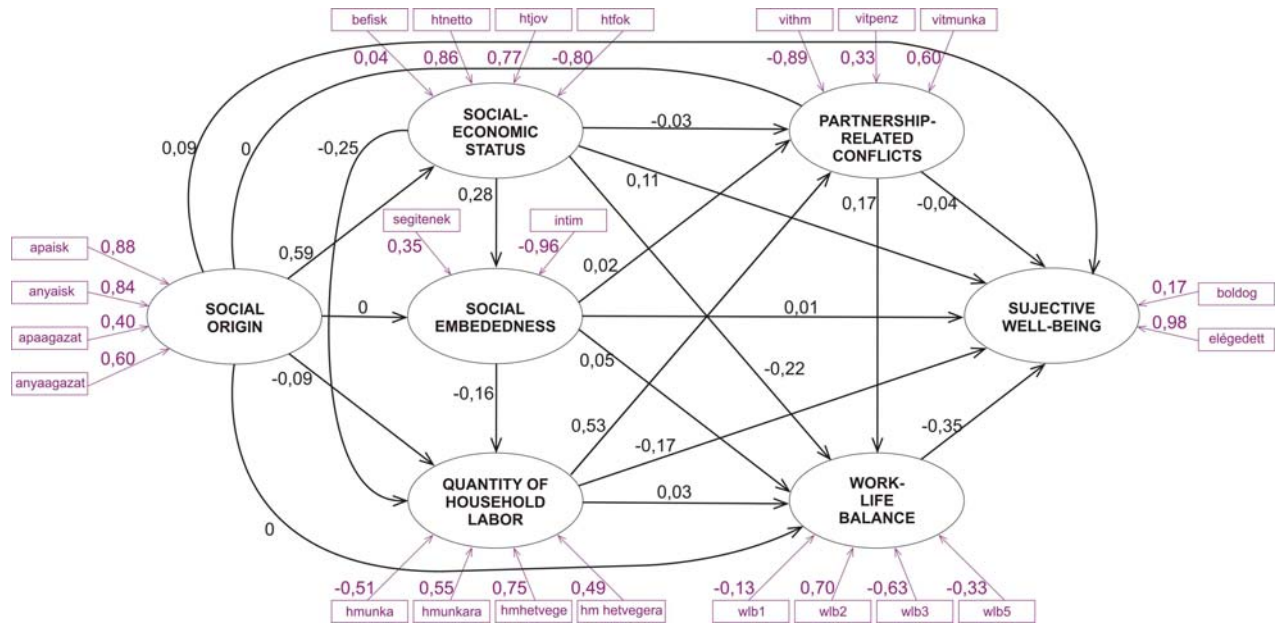 befisk htnetto htjov htfok vithm vitpenz vitmunka
0,04 0,86 0,77 -0,80 -0,89 0,33 0,60
SOCIAL-
ECONOMIC
STATUS
PARTNERSHIP-
RELATED
CONFLICTS
-0,03
0,09 0 -0,25
0,28 0,11 0,17 -0,04
segitenek intim
0,35 -0,96
apaisk 0,88
anyaisk 0,84
apaagazat 0,40
anyaagazat 0,60
0,59
0,02
SOCIAL
ORIGIN
0
SOCIAL
EMBEDEDNESS
0,01
SUJECTIVE
WELL-BEING
0,17 boldog
0,98 elégedett
0,05
-0,09 -0,16 -0,22
0,53 -0,17 -0,35
QUANTITY OF
HOUSEHOLD
LABOR
0,03
WORK-
LIFE
BALANCE
0
-0,51 0,55 0,75 0,49 -0,13 0,70 -0,63 -0,33
hmunka hmunkara hmhetvege hm hetvegera wlb1 wlb2 wlb3 wlb5